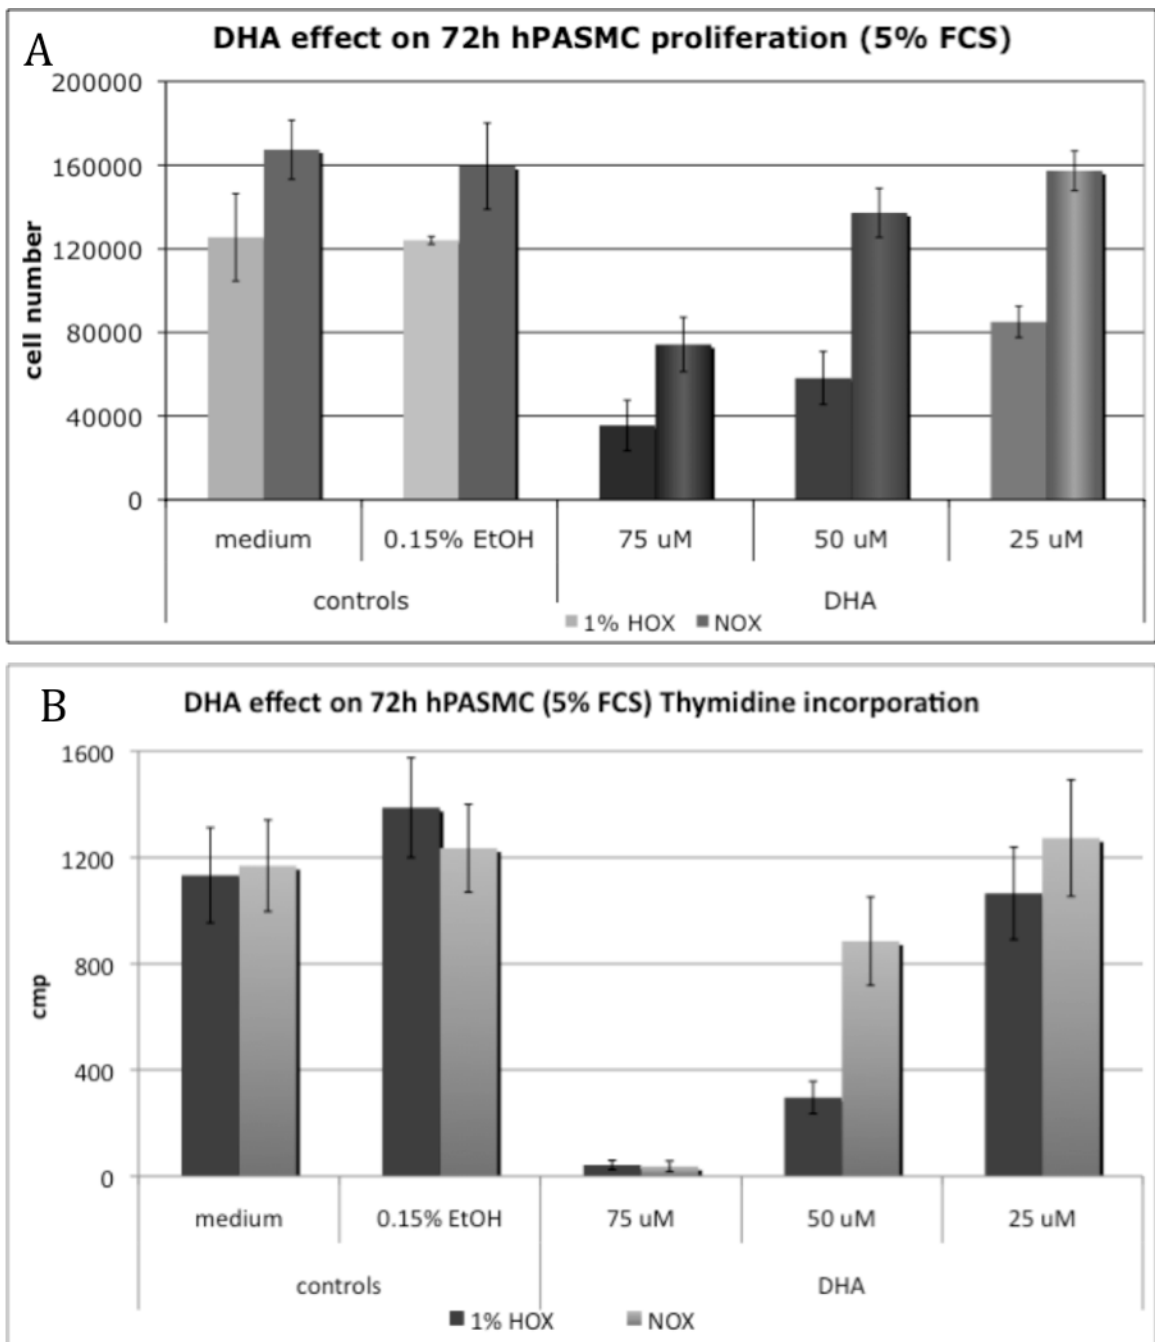 A
DHA effect on 72h hPASMC proliferation (5% FCS)
200000
160000
120000
80000
40000
0
cell number
medium 0.15% EtOH 75 uM 50 uM 25 uM
controls DHA
1% HOX NOX
B
DHA effect on 72h hPASMC (5% FCS) Thymidine incorporation
1600
1200
800
400
0
cmp
medium 0.15% EtOH 75 uM 50 uM 25 uM
controls DHA
1% HOX NOX